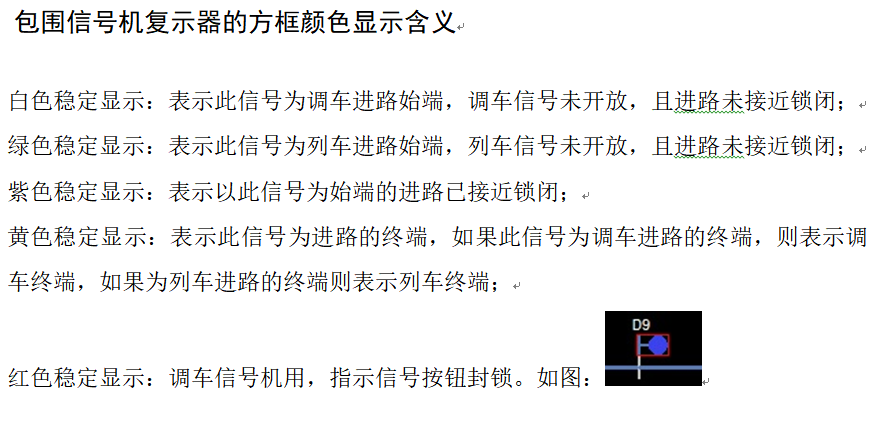 包围信号机复示器的方框颜色显示含义
白色稳定显示：表示此信号为调车进路始端，调车信号未开放，且进路未接近锁闭；
绿色稳定显示：表示此信号为列车进路始端，列车信号未开放，且进路未接近锁闭；
紫色稳定显示：表示以此信号为始端的进路已接近锁闭；
黄色稳定显示：表示此信号为进路的终端，如果此信号为调车进路的终端，则表示调
车终端，如果为列车进路的终端则表示列车终端；
D9
红色稳定显示：调车信号机用，指示信号按钮封锁。如图：